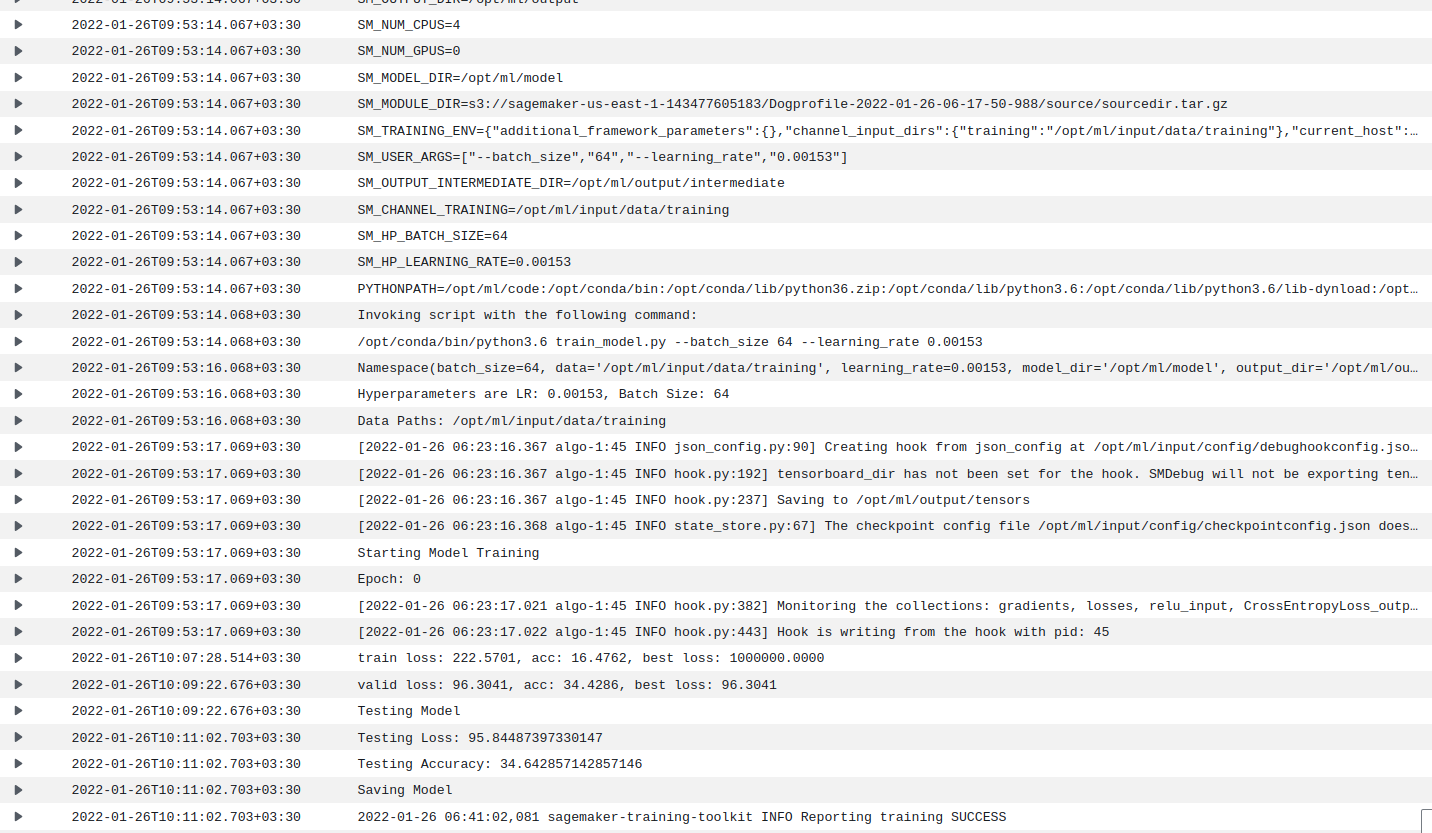 2022-01-26T09:53:14.067+03:30 SM_OUTPUT_DIR=/opt/ml/output
2022-01-26T09:53:14.067+03:30 SM_NUM_CPUS=4
2022-01-26T09:53:14.067+03:30 SM_NUM_GPUS=0
2022-01-26T09:53:14.067+03:30 SM_MODEL_DIR=/opt/ml/model
2022-01-26T09:53:14.067+03:30 SM_MODULE_DIR=s3://sagemaker-us-east-1-143477605183/Dogprofile-2022-01-26-06-17-50-988/source/sourcedir.tar.gz
2022-01-26T09:53:14.067+03:30 SM_TRAINING_ENV={"additional_framework_parameters":{},"channel_input_dirs":{"training":"/opt/ml/input/data/training"},"current_host":…
2022-01-26T09:53:14.067+03:30 SM_USER_ARGS=["--batch_size","64","--learning_rate","0.00153"]
2022-01-26T09:53:14.067+03:30 SM_OUTPUT_INTERMEDIATE_DIR=/opt/ml/output/intermediate
2022-01-26T09:53:14.067+03:30 SM_CHANNEL_TRAINING=/opt/ml/input/data/training
2022-01-26T09:53:14.067+03:30 SM_HP_BATCH_SIZE=64
2022-01-26T09:53:14.067+03:30 SM_HP_LEARNING_RATE=0.00153
2022-01-26T09:53:14.067+03:30 PYTHONPATH=/opt/ml/code:/opt/conda/bin:/opt/conda/lib/python36.zip:/opt/conda/lib/python3.6:/opt/conda/lib/python3.6/lib-dynload:/opt…
2022-01-26T09:53:14.068+03:30 Invoking script with the following command:
2022-01-26T09:53:14.068+03:30 /opt/conda/bin/python3.6 train_model.py --batch_size 64 --learning_rate 0.00153
2022-01-26T09:53:16.068+03:30 Namespace(batch_size=64, data='/opt/ml/input/data/training', learning_rate=0.00153, model_dir='/opt/ml/model', output_dir='/opt/ml/ou…
2022-01-26T09:53:16.068+03:30 Hyperparameters are LR: 0.00153, Batch Size: 64
2022-01-26T09:53:16.068+03:30 Data Paths: /opt/ml/input/data/training
2022-01-26T09:53:17.069+03:30 [2022-01-26 06:23:16.367 algo-1:45 INFO json_config.py:90] Creating hook from json_config at /opt/ml/input/config/debughookconfig.jso…
2022-01-26T09:53:17.069+03:30 [2022-01-26 06:23:16.367 algo-1:45 INFO hook.py:192] tensorboard_dir has not been set for the hook. SMDebug will not be exporting ten…
2022-01-26T09:53:17.069+03:30 [2022-01-26 06:23:16.367 algo-1:45 INFO hook.py:237] Saving to /opt/ml/output/tensors
2022-01-26T09:53:17.069+03:30 [2022-01-26 06:23:16.368 algo-1:45 INFO state_store.py:67] The checkpoint config file /opt/ml/input/config/checkpointconfig.json does…
2022-01-26T09:53:17.069+03:30 Starting Model Training
2022-01-26T09:53:17.069+03:30 Epoch: 0
2022-01-26T09:53:17.069+03:30 [2022-01-26 06:23:17.021 algo-1:45 INFO hook.py:382] Monitoring the collections: gradients, losses, relu_input, CrossEntropyLoss_outp…
2022-01-26T09:53:17.069+03:30 [2022-01-26 06:23:17.022 algo-1:45 INFO hook.py:443] Hook is writing from the hook with pid: 45
2022-01-26T10:07:28.514+03:30 train loss: 222.5701, acc: 16.4762, best loss: 1000000.0000
2022-01-26T10:09:22.676+03:30 valid loss: 96.3041, acc: 34.4286, best loss: 96.3041
2022-01-26T10:09:22.676+03:30 Testing Model
2022-01-26T10:11:02.703+03:30 Testing Loss: 95.84487397330147
2022-01-26T10:11:02.703+03:30 Testing Accuracy: 34.642857142857146
2022-01-26T10:11:02.703+03:30 Saving Model
2022-01-26T10:11:02.703+03:30 2022-01-26 06:41:02,081 sagemaker-training-toolkit INFO Reporting training SUCCESS